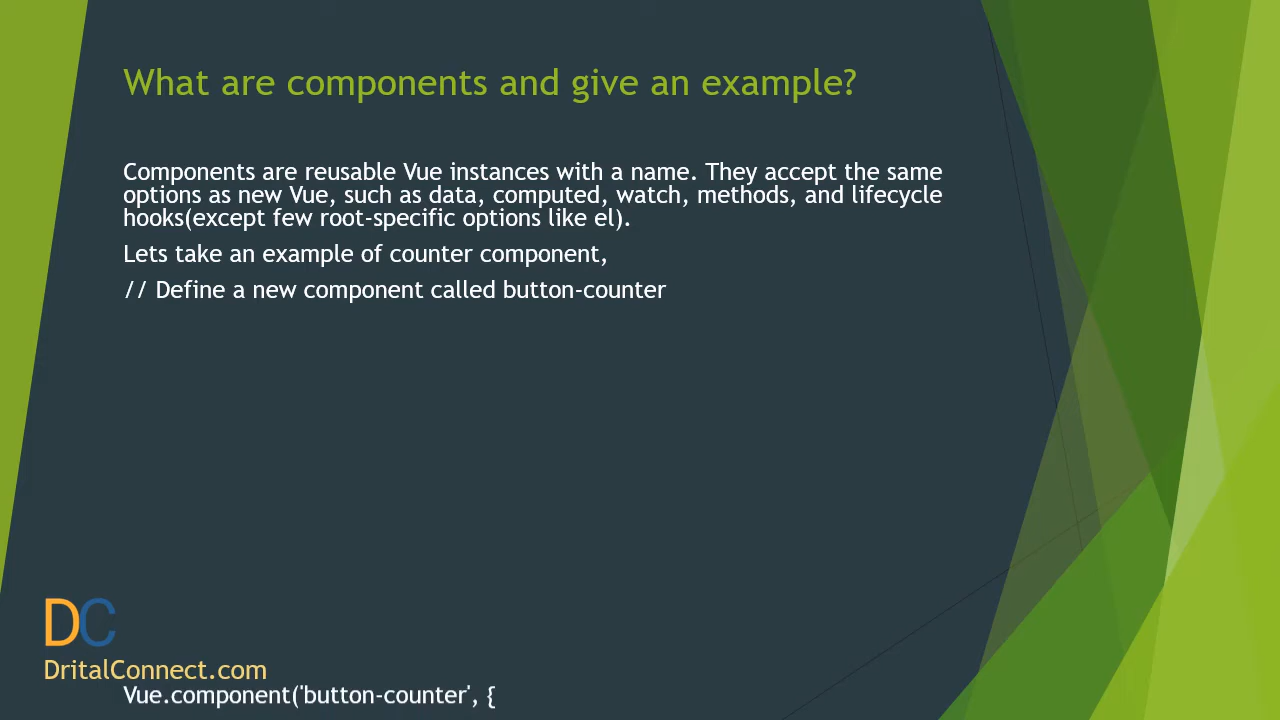 What are components and give an example?
Components are reusable Vue instances with a name. They accept the same
options as new Vue, such as data, computed, watch, methods, and lifecycle
hooks(except few root-specific options like el).
Lets take an example of counter component,
// Define a new component called button-counter
DC
DritalConnect.com
Vue.component('button-counter', {